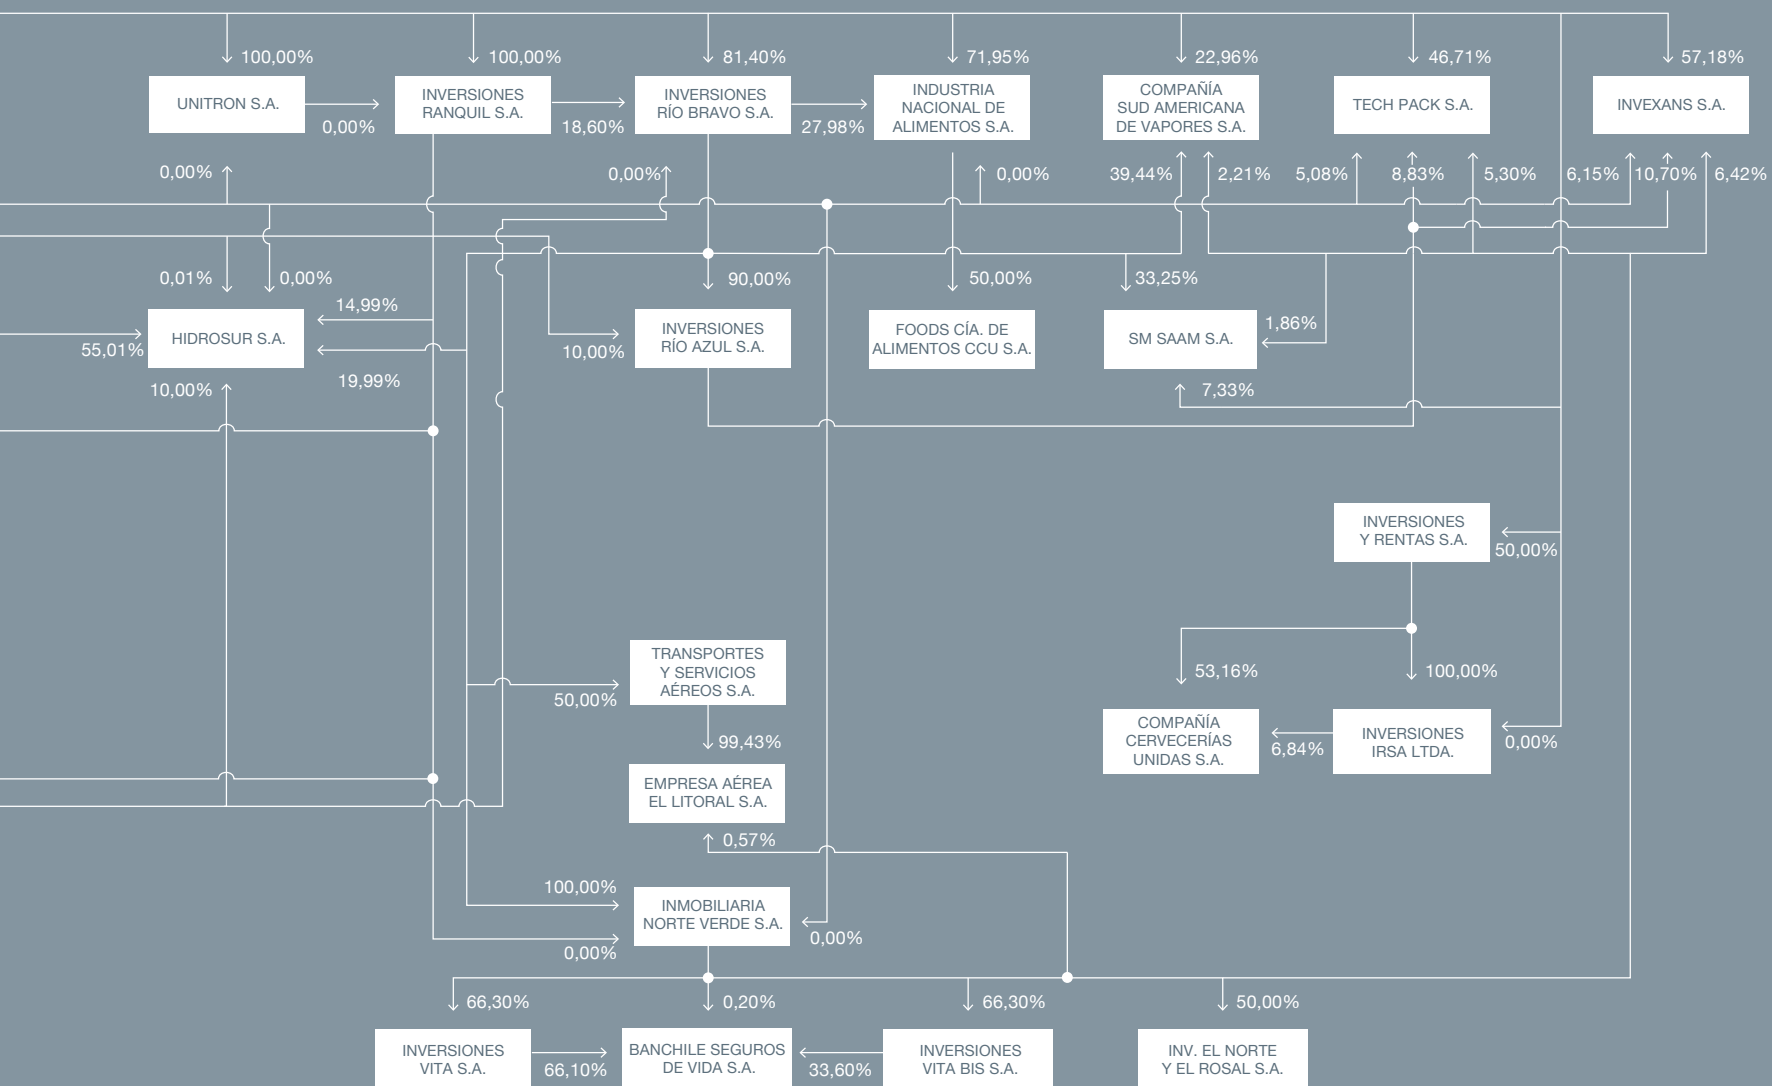 100,00%
100,00%
81,40%
71,95%
22,96%
46,71%
57,18%
UNITRON S.A.
0,00%
INVERSIONES
RANQUIL S.A.
18,60%
INVERSIONES
RÍO BRAVO S.A.
27,98%
INDUSTRIA
NACIONAL DE
ALIMENTOS S.A.
COMPAÑÍA
SUD AMERICANA
DE VAPORES S.A.
TECH PACK S.A.
INVEXANS S.A.
0,00%
0,00%
0,00%
39,44%
2,21%
5,08%
8,83%
5,30%
6,15%
10,70%
6,42%
0,01%
0,00%
90,00%
50,00%
33,25%
14,99%
55,01%
HIDROSUR S.A.
19,99%
10,00%
10,00%
INVERSIONES
RÍO AZUL S.A.
FOODS CÍA. DE
ALIMENTOS CCU S.A.
SM SAAM S.A.
1,86%
7,33%
INVERSIONES
Y RENTAS S.A.
50,00%
53,16%
100,00%
TRANSPORTES
Y SERVICIOS
AÉREOS S.A.
50,00%
99,43%
COMPAÑÍA
CERVECERÍAS
UNIDAS S.A.
6,84%
INVERSIONES
IRSA LTDA.
0,00%
EMPRESA AÉREA
EL LITORAL S.A.
0,57%
100,00%
INMOBILIARIA
NORTE VERDE S.A.
0,00%
0,00%
66,30%
0,20%
66,30%
50,00%
INVERSIONES
VITA S.A.
66,10%
BANCHILE SEGUROS
DE VIDA S.A.
33,60%
INVERSIONES
VITA BIS S.A.
INV. EL NORTE
Y EL ROSAL S.A.